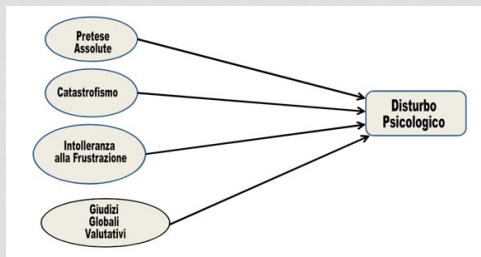 Pretese
Assolute
Catastrofismo
Intolleranza
alla Frustrazione
Giudizi
Globali
Valutativi
Disturbo
Psicologico